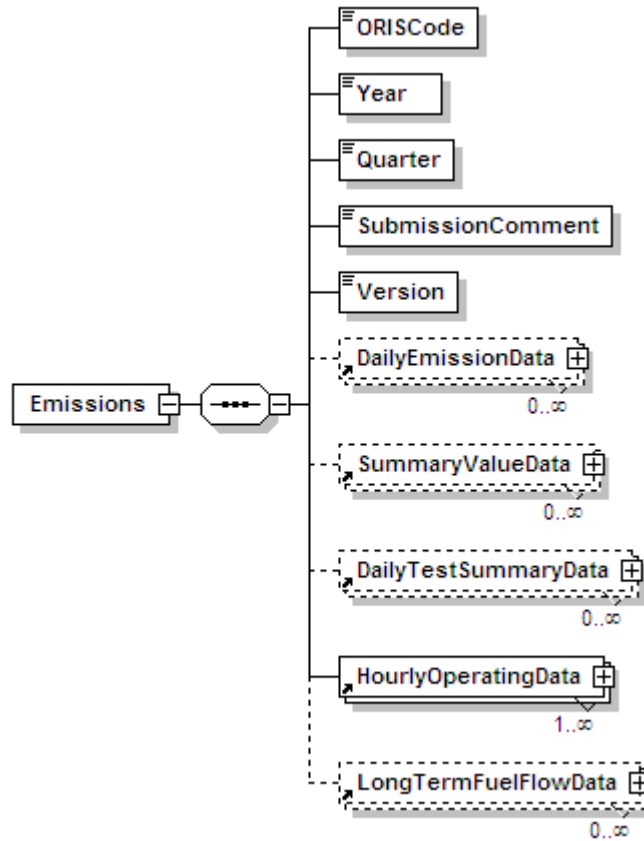 ORISCode
Year
Quarter
SubmissionComment
Version
DailyEmissionData
0..∞
Emissions
SummaryValueData
0..∞
DailyTestSummaryData
0..∞
HourlyOperatingData
1..∞
LongTermFuelFlowData
0..∞